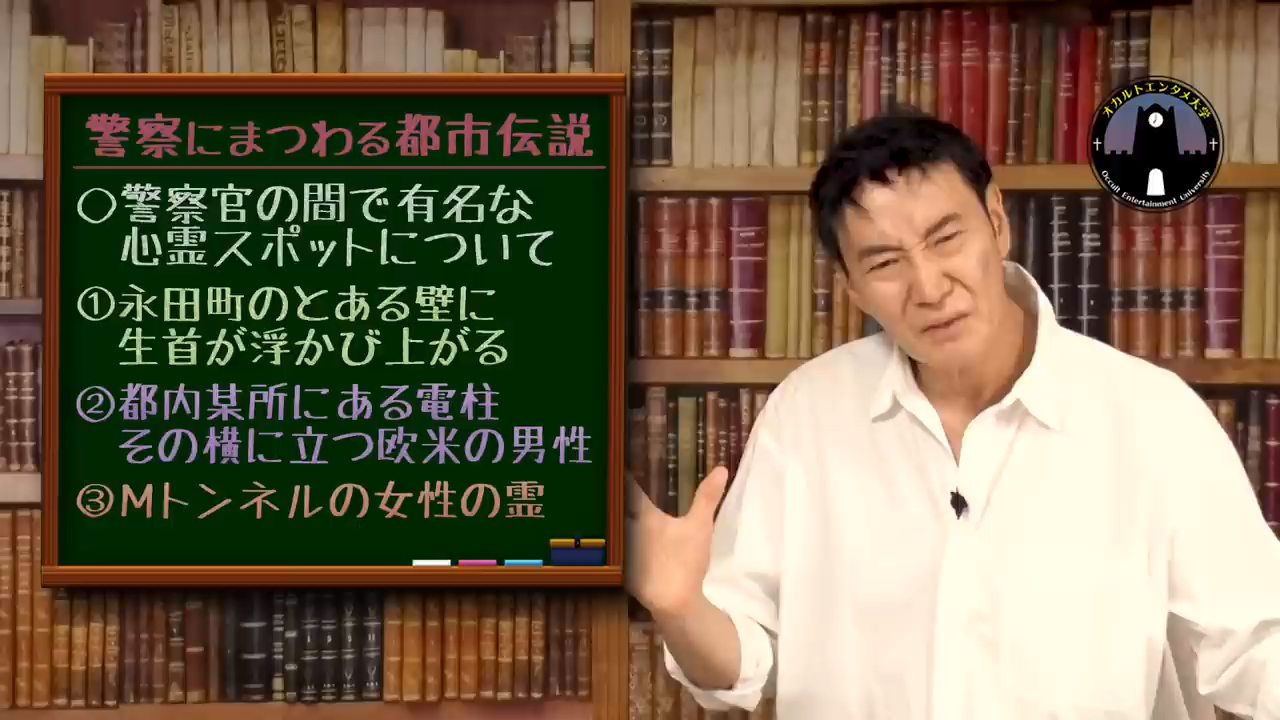 警察にまつわる都市伝説
○警察官の間で有名な
心霊スポットについて
①永田町のとある壁に
生首が浮かび上がる
②都内某所にある電柱
その横に立つ欧米の男性
③Mトンネルの女性の霊
オカルトエンタメ大学
Occult Entertainment University